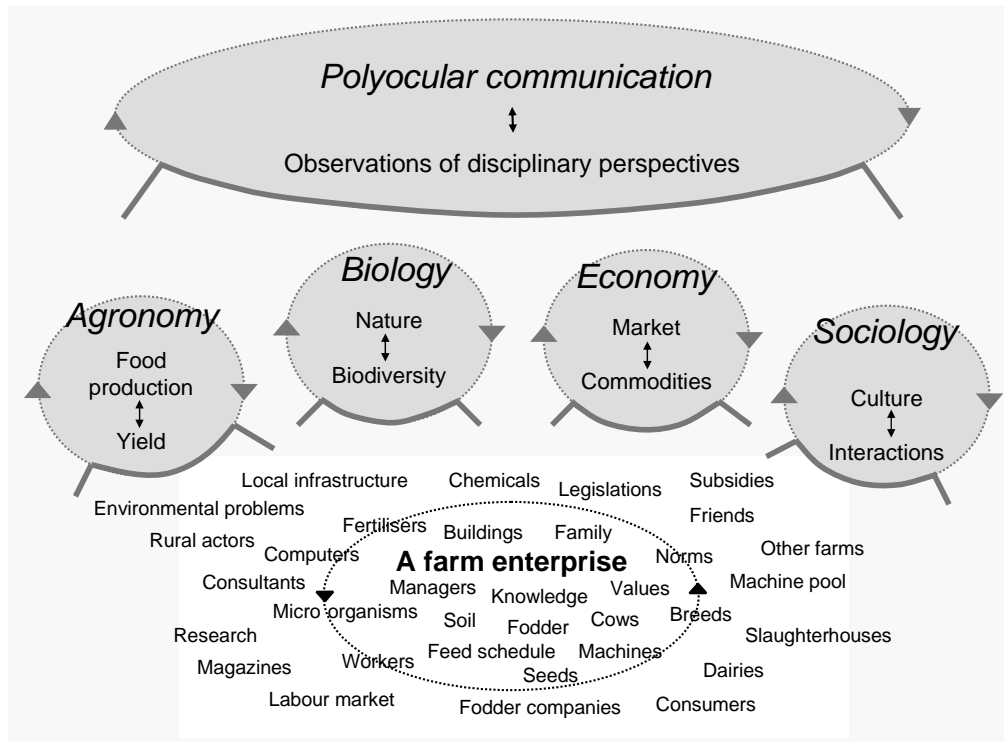 Polyocular communication
Observations of disciplinary perspectives
Agronomy
Food
production
Yield
Biology
Nature
Biodiversity
Economy
Market
Commodities
Sociology
Culture
Interactions
Local infrastructure
Chemicals
Legislations
Subsidies
Environmental problems
Friends
Fertilisers
Buildings
Family
Rural actors
Computers
A farm enterprise
Norms
Other farms
Consultants
Managers
Knowledge
Values
Machine pool
Micro organisms
Soil
Fodder
Cows
Breeds
Research
Slaughterhouses
Magazines
Workers
Feed schedule
Machines
Seeds
Dairies
Labour market
Fodder companies
Consumers